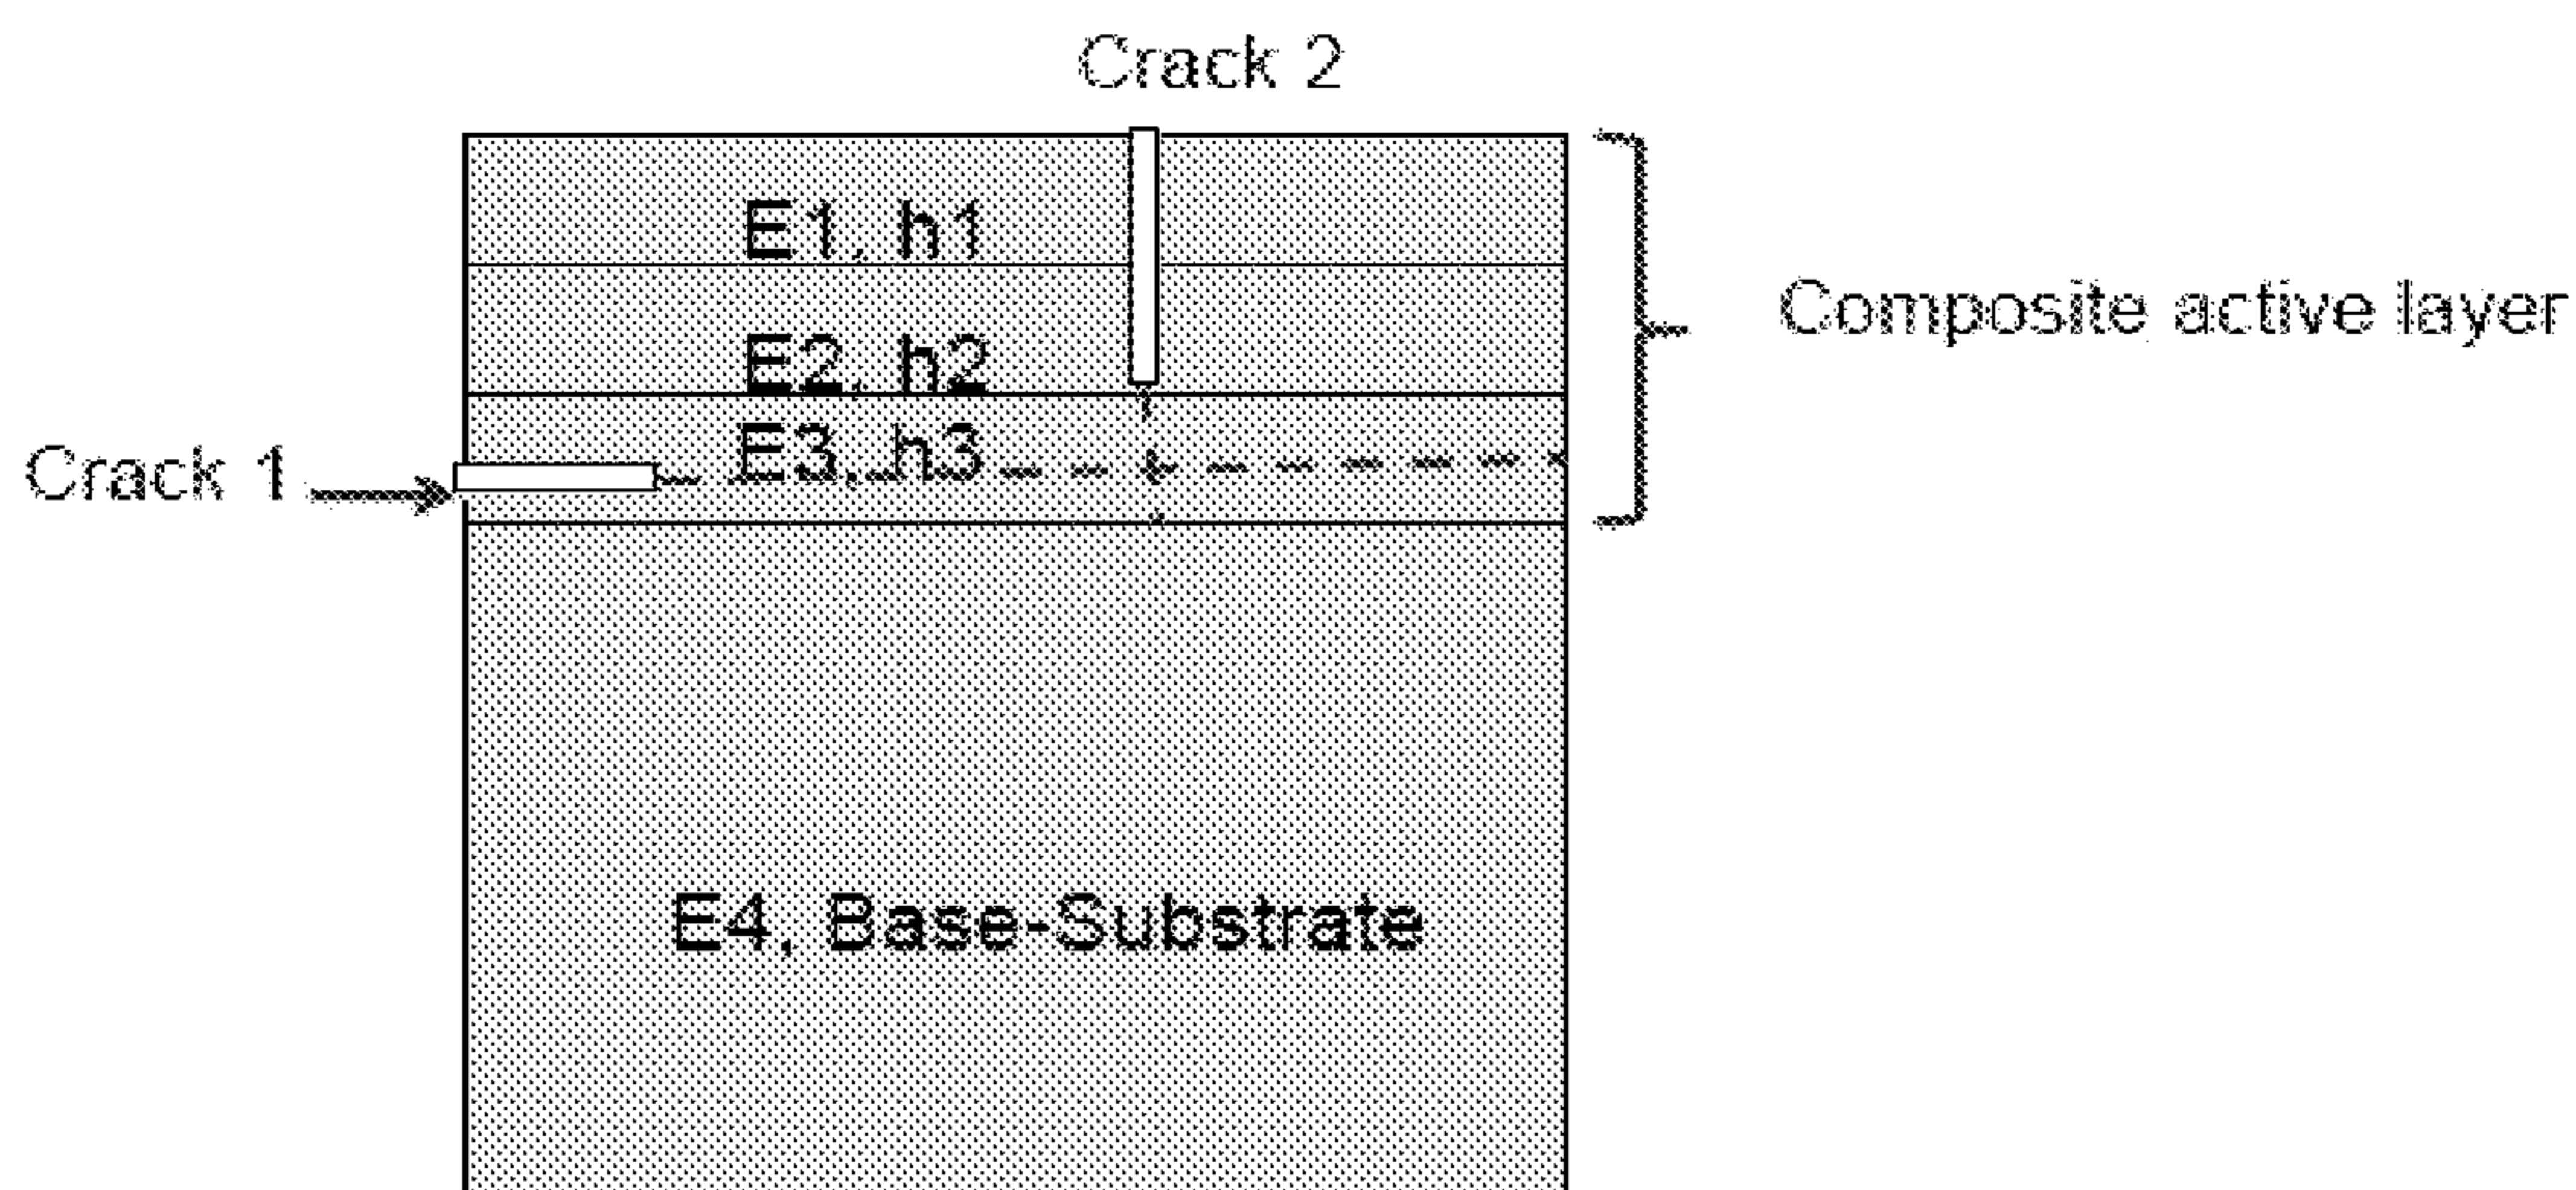 Crack 2
E1, h1
Composite active layer
E2, h2
E3, h3
Crack 1
E4, Base-Substrate